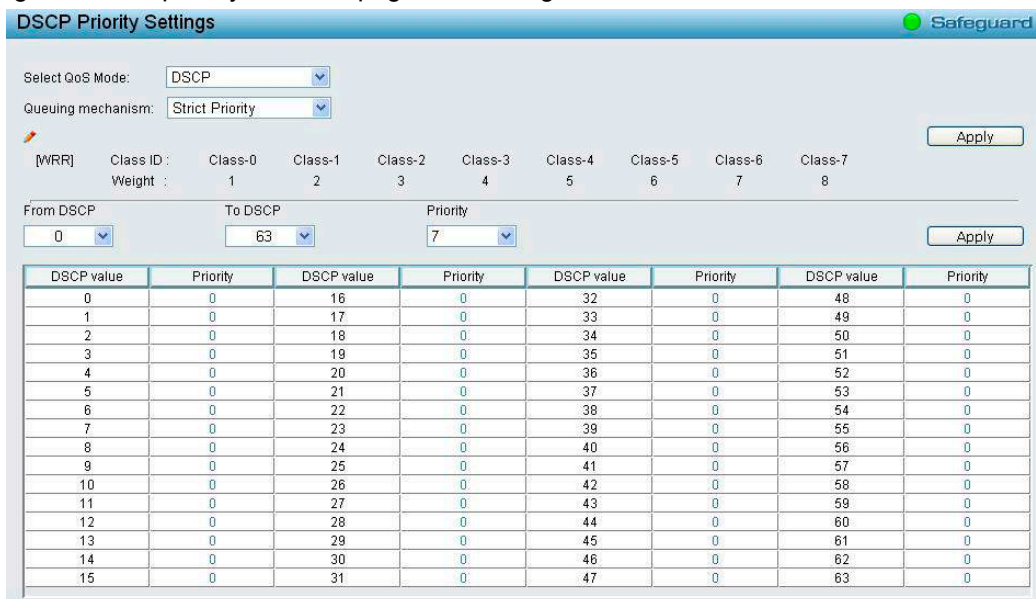 DSCP Priority Settings Safeguard
Select QoS Mode: DSCP
Queuing mechanism: Strict Priority
Apply
[WRR] Class ID : Class-0 Class-1 Class-2 Class-3 Class-4 Class-5 Class-6 Class-7
Weight : 1 2 3 4 5 6 7 8
From DSCP To DSCP Priority
0 63 7 Apply
DSCP value Priority DSCP value Priority DSCP value Priority DSCP value Priority
0 0 16 0 32 0 48 0
1 0 17 0 33 0 49 0
2 0 18 0 34 0 50 0
3 0 19 0 35 0 51 0
4 0 20 0 36 0 52 0
5 0 21 0 37 0 53 0
6 0 22 0 38 0 54 0
7 0 23 0 39 0 55 0
8 0 24 0 40 0 56 0
9 0 25 0 41 0 57 0
10 0 26 0 42 0 58 0
11 0 27 0 43 0 59 0
12 0 28 0 44 0 60 0
13 0 29 0 45 0 61 0
14 0 30 0 46 0 62 0
15 0 31 0 47 0 63 0